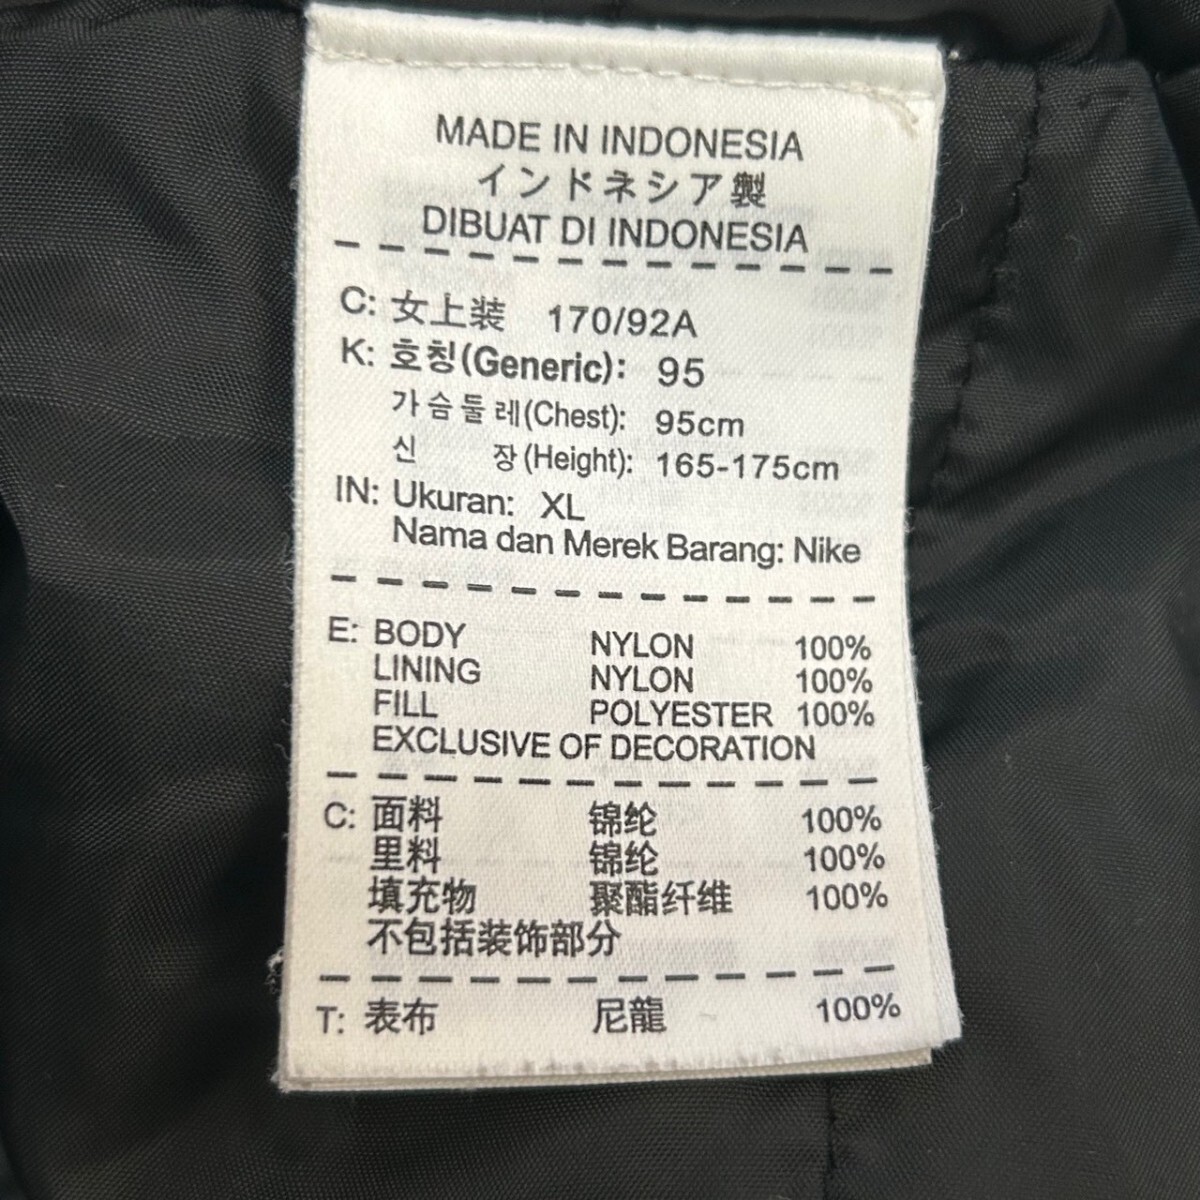 MADE IN INDONESIA
インドネシア製
DIBUAT DI INDONESIA
C: 女上装 170/92A
K: 호칭(Generic): 95
가슴둘레(Chest): 95cm
신 장(Height): 165-175cm
IN: Ukuran: XL
Nama dan Merek Barang: Nike
E: BODY NYLON 100%
LINING NYLON 100%
FILL POLYESTER 100%
EXCLUSIVE OF DECORATION
C: 面料 锦纶 100%
里料 锦纶 100%
填充物 聚酯纤维 100%
不包括装饰部分
T: 表布 尼龍 100%